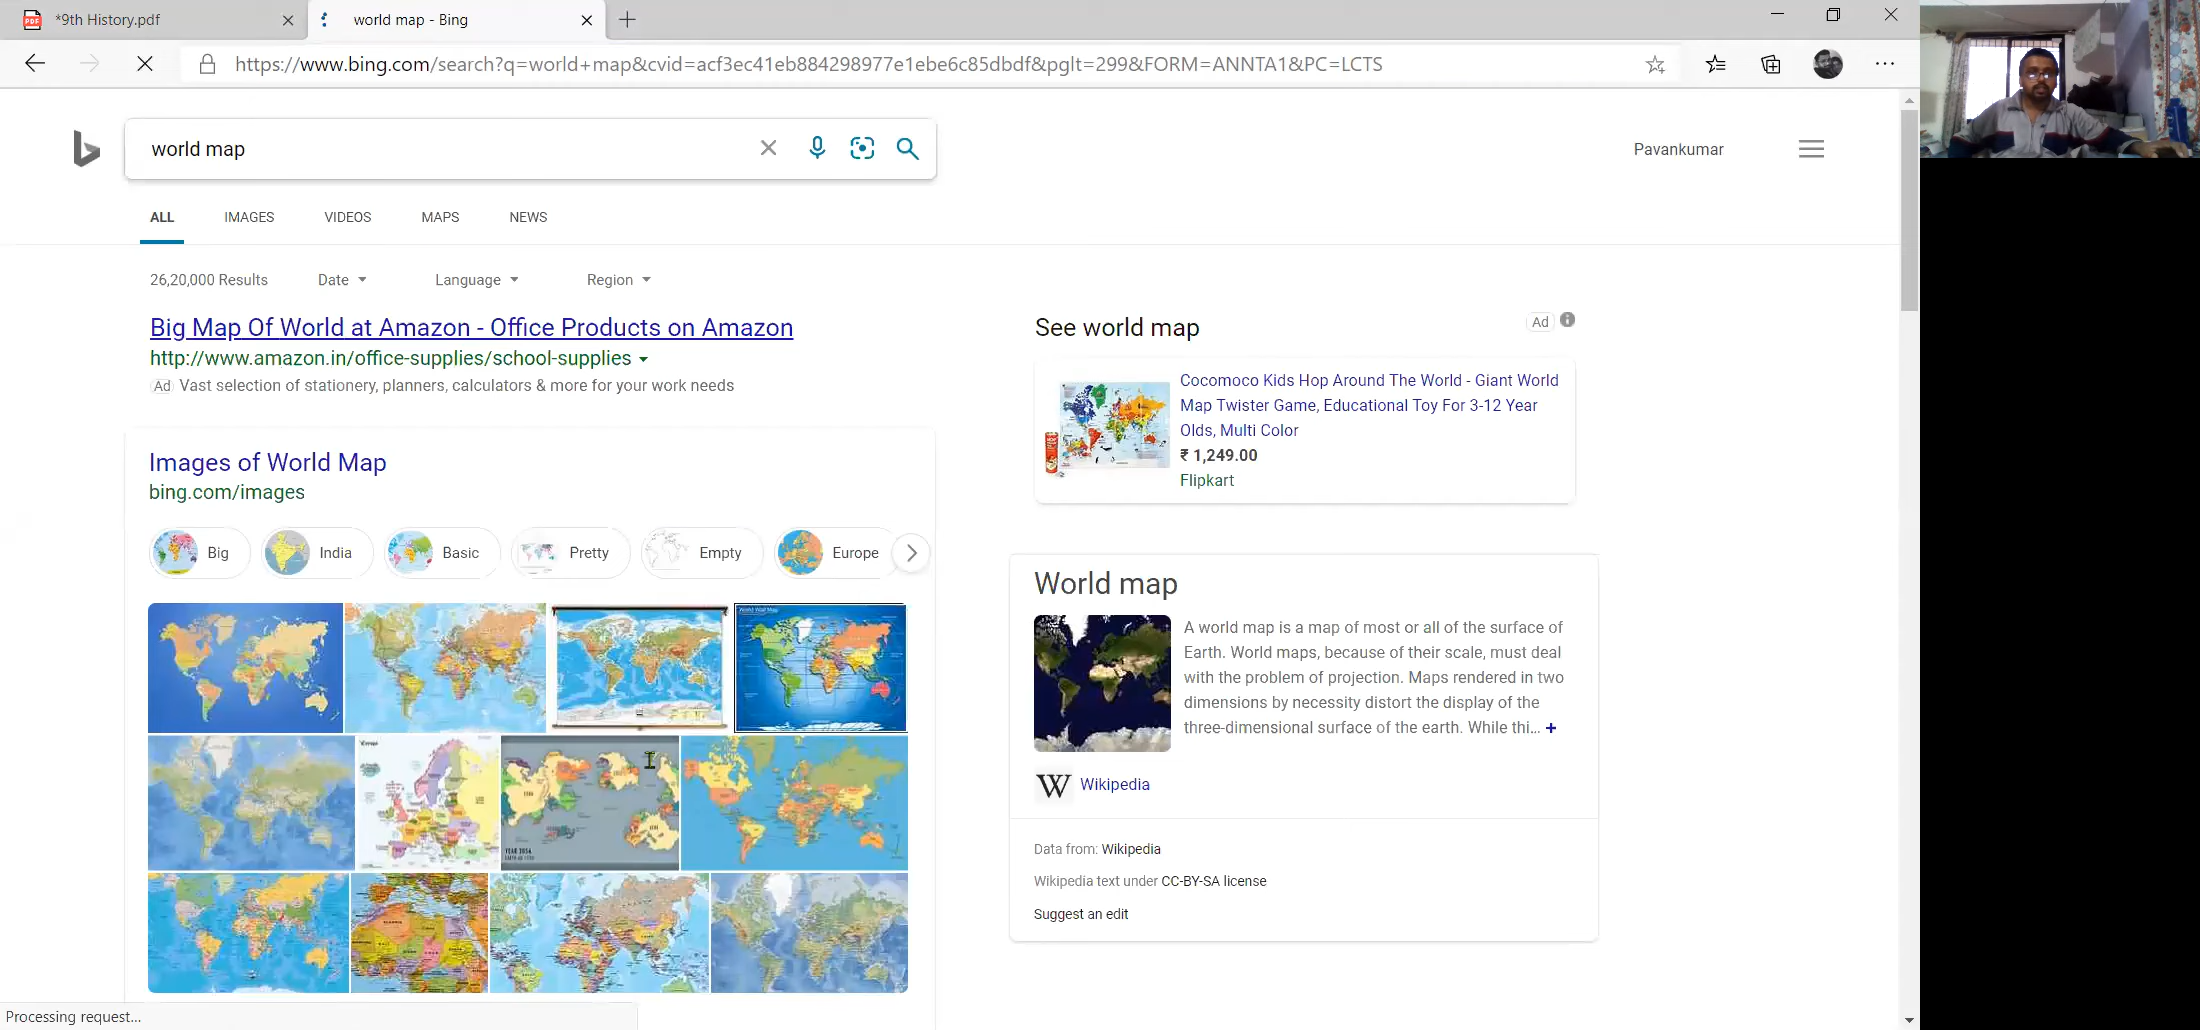 *9th History.pdf
world map - Bing
https://www.bing.com/search?q=world+map&cvid=acf3ec41eb884298977e1ebe6c85dbdf&pglt=299&FORM=ANNTA1&PC=LCTS
world map
Pavankumar
ALL IMAGES VIDEOS MAPS NEWS
26,20,000 Results Date Language Region
Big Map Of World at Amazon - Office Products on Amazon
http://www.amazon.in/office-supplies/school-supplies
Ad Vast selection of stationery, planners, calculators & more for your work needs
Images of World Map
bing.com/images
Big India Basic Pretty Empty Europe
See world map
Ad
Cocomoco Kids Hop Around The World - Giant World
Map Twister Game, Educational Toy For 3-12 Year
Olds, Multi Color
₹ 1,249.00
Flipkart
World map
A world map is a map of most or all of the surface of
Earth. World maps, because of their scale, must deal
with the problem of projection. Maps rendered in two
dimensions by necessity distort the display of the
three-dimensional surface of the earth. While thi... +
W Wikipedia
Data from: Wikipedia
Wikipedia text under CC-BY-SA license
Suggest an edit
Processing request...